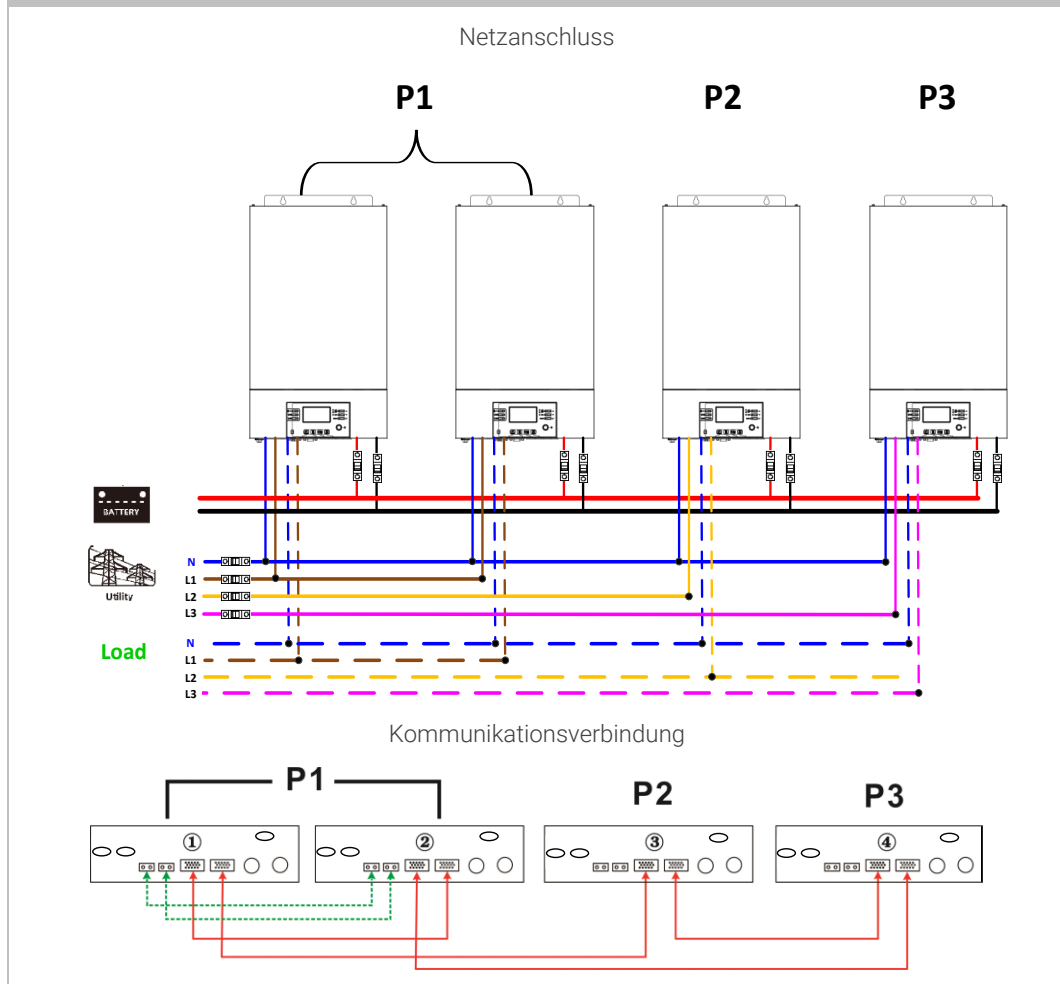 Netzanschluss
P1 P2 P3
BATTERY
Utility
N
L1
L2
L3
Load
N
L1
L2
L3
Kommunikationsverbindung
P1 P2 P3
① ② ③ ④